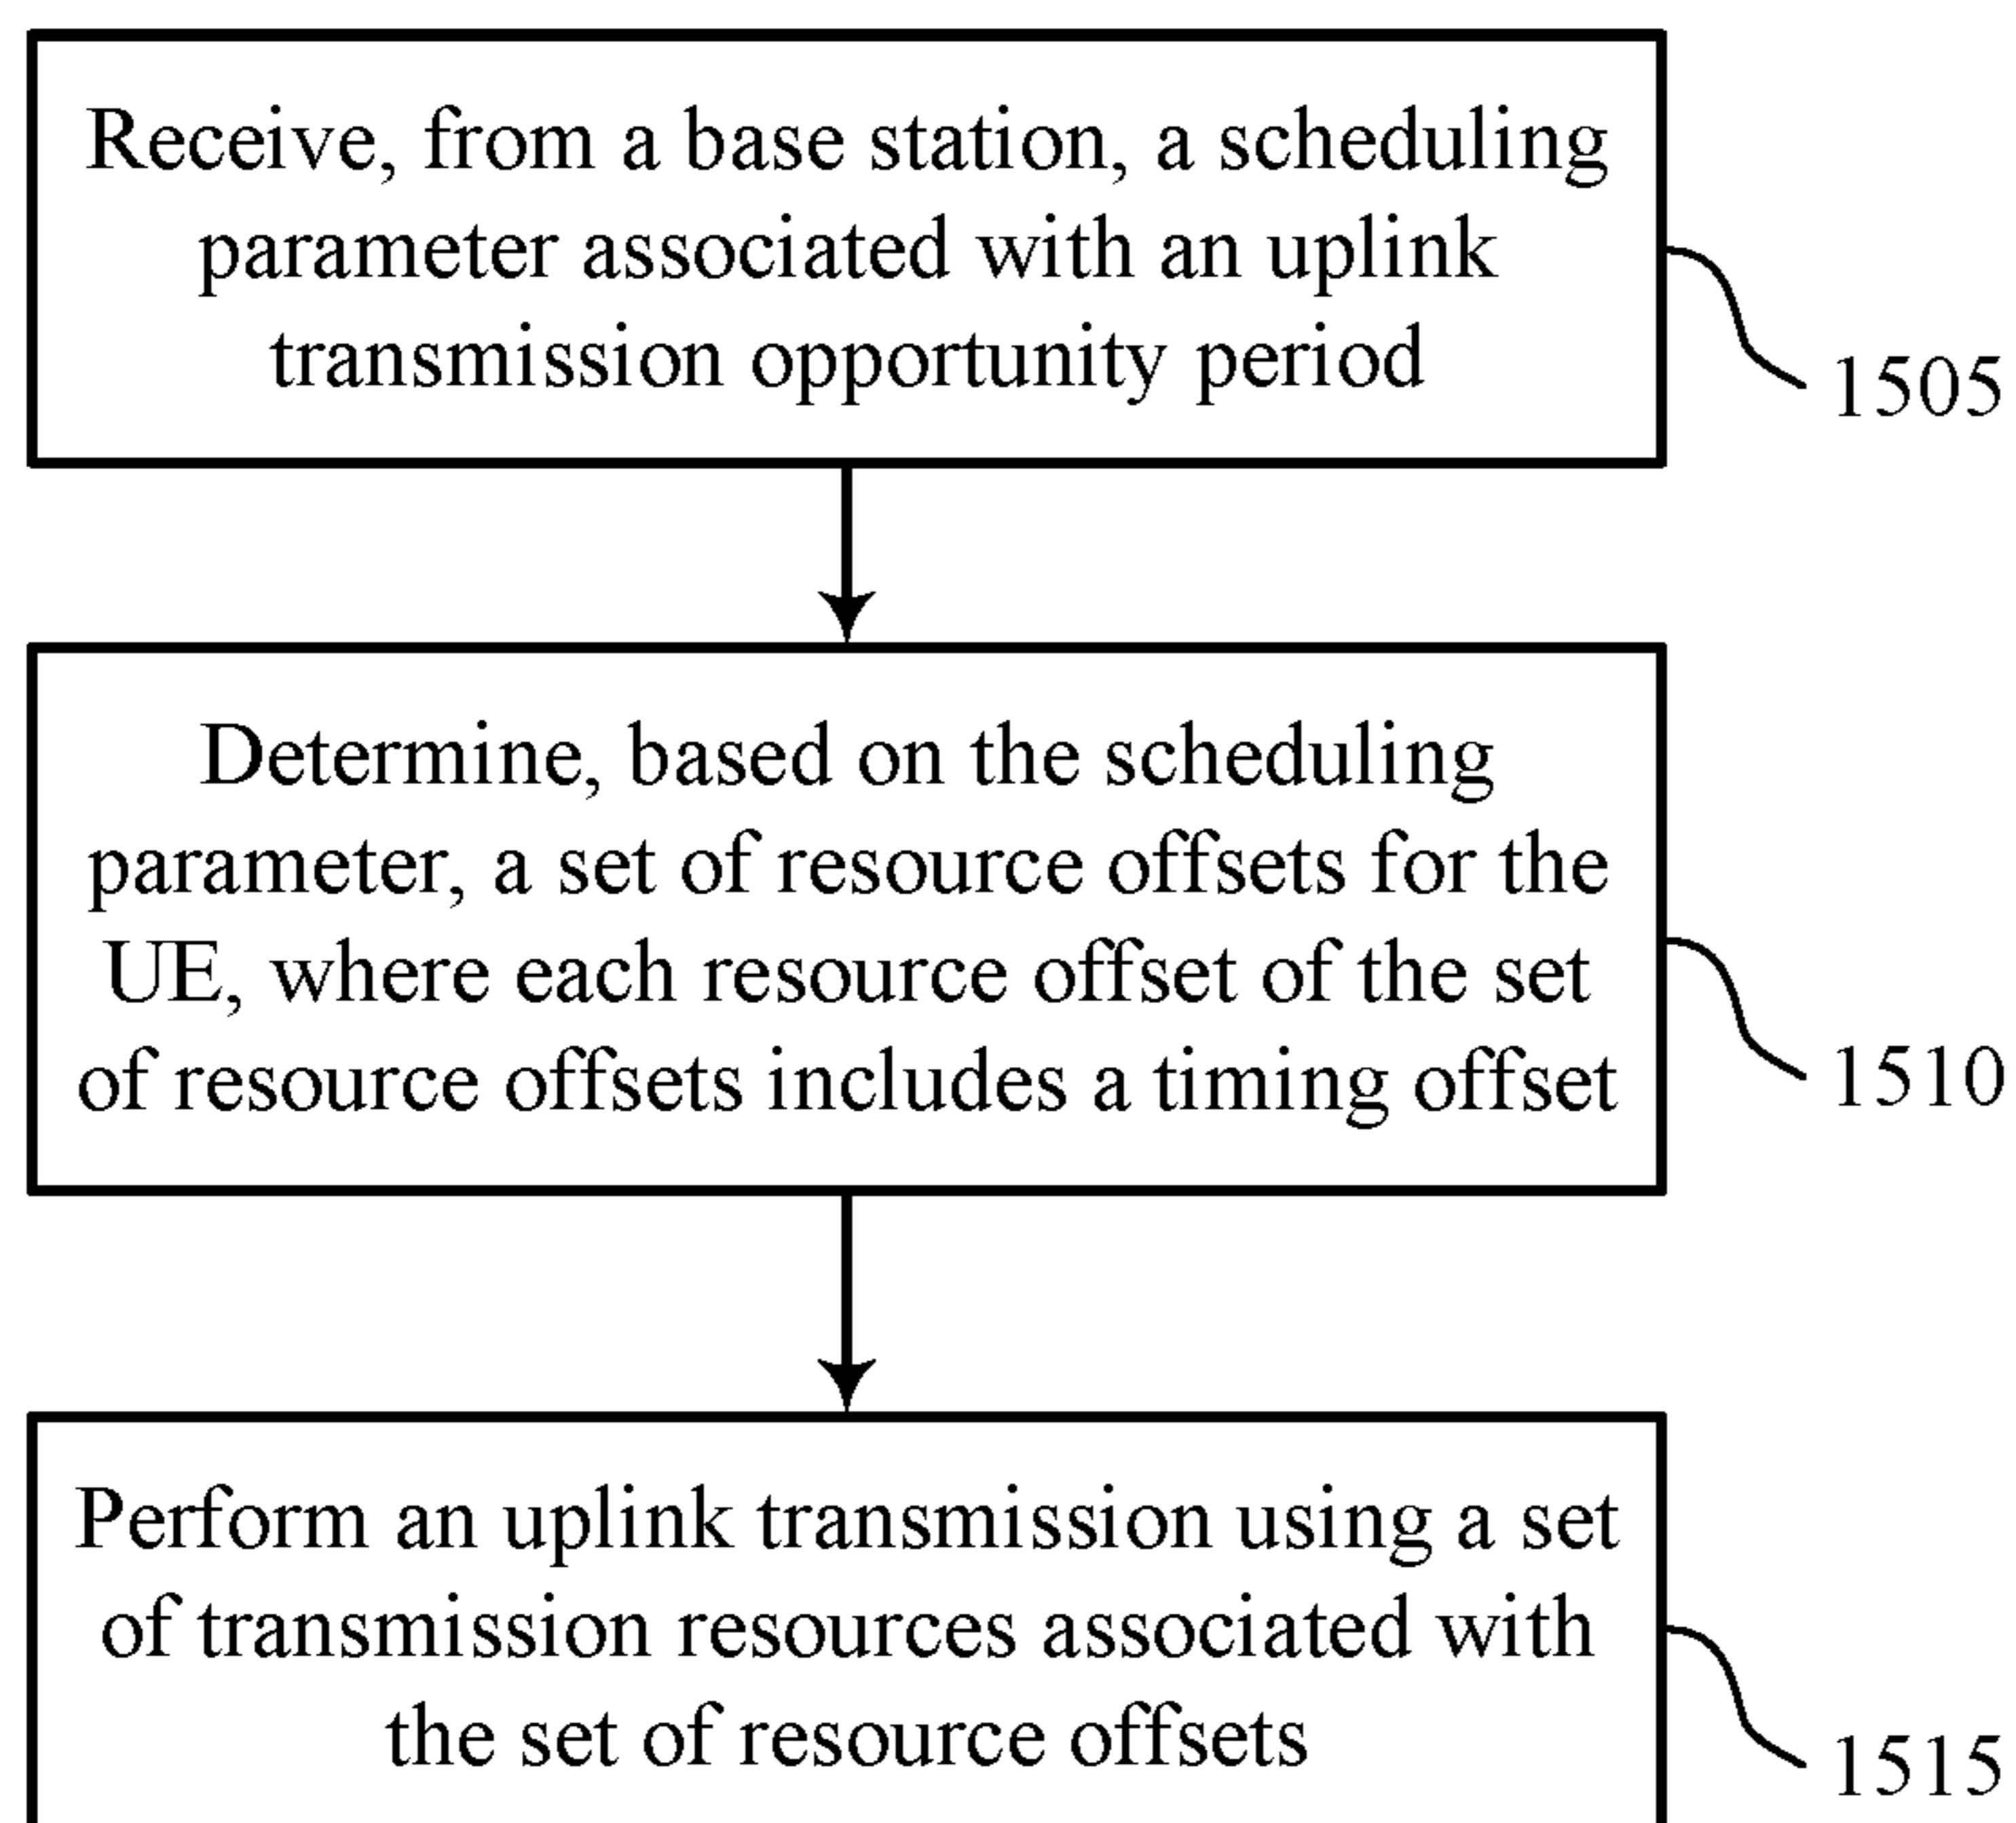 Receive, from a base station, a scheduling
parameter associated with an uplink
transmission opportunity period
1505
Determine, based on the scheduling
parameter, a set of resource offsets for the
UE, where each resource offset of the set
of resource offsets includes a timing offset
1510
Perform an uplink transmission using a set
of transmission resources associated with
the set of resource offsets
1515